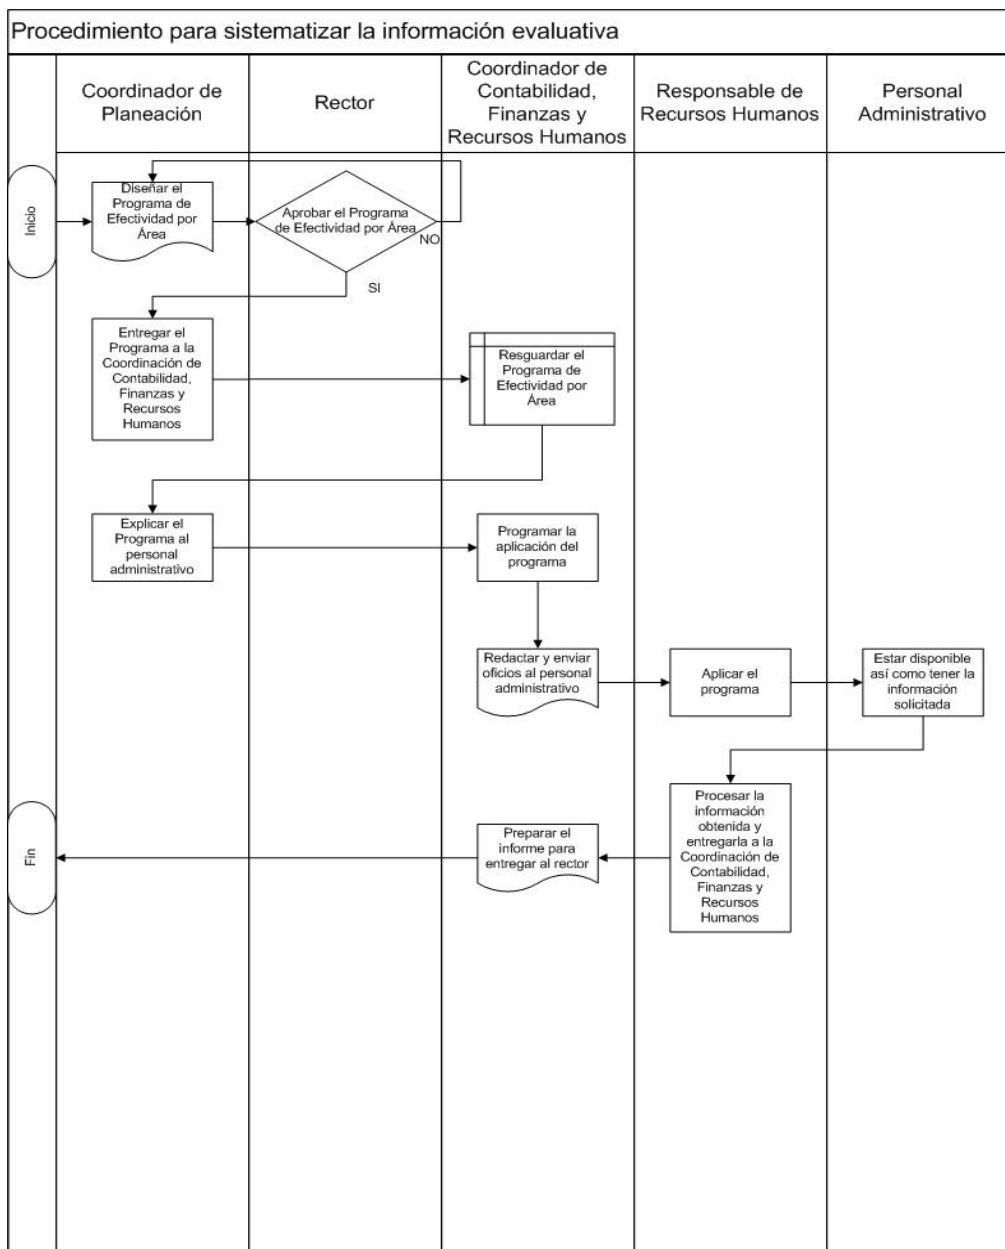 Procedimiento para sistematizar la información evaluativa
Coordinador de
Planeación
Rector
Coordinador de
Contabilidad,
Finanzas y
Recursos Humanos
Responsable de
Recursos Humanos
Personal
Administrativo
Inicio
Diseñar el
Programa de
Efectividad por
Área
Aprobar el Programa
de Efectividad por Área
NO
SI
Entregar el
Programa a la
Coordinación de
Contabilidad,
Finanzas y
Recursos
Humanos
Resguardar el
Programa de
Efectividad por
Área
Explicar el
Programa al
personal
administrativo
Programar la
aplicación del
programa
Redactar y enviar
oficios al personal
administrativo
Aplicar el
programa
Estar disponible
así como tener la
información
solicitada
Procesar la
información
obtenida y
entregarla a la
Coordinación de
Contabilidad,
Finanzas y
Recursos
Humanos
Preparar el
informe para
entregar al rector
Fin